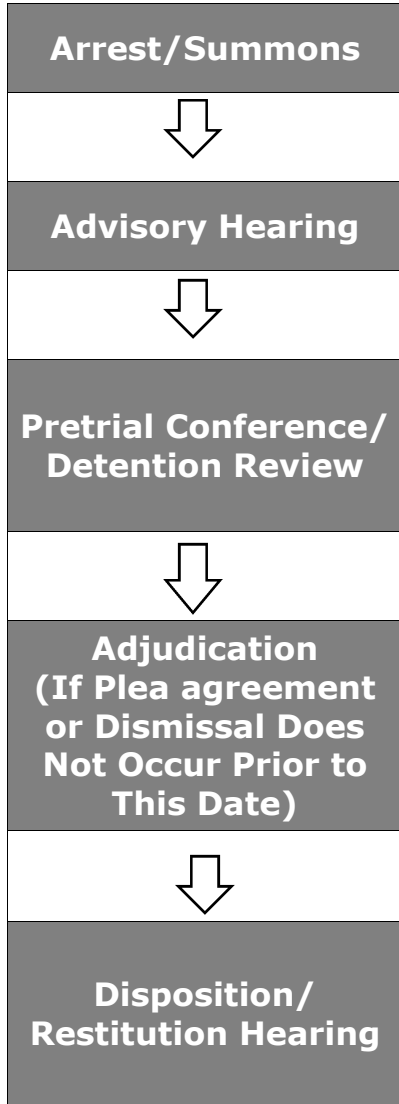 Arrest/Summons
Advisory Hearing
Pretrial Conference/
Detention Review
Adjudication
(If Plea agreement
or Dismissal Does
Not Occur Prior to
This Date)
Disposition/
Restitution Hearing